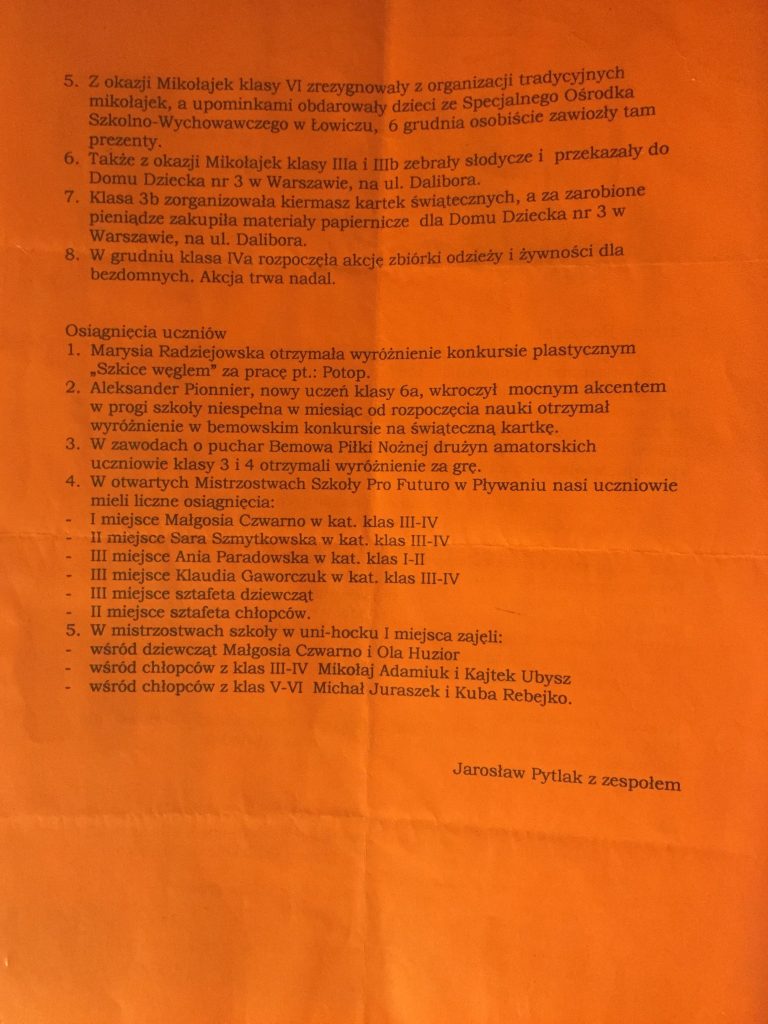 5. Z okazji Mikołajek klasy VI zrezygnowały z organizacji tradycyjnych
mikołajek, a upominkami obdarowały dzieci ze Specjalnego Ośrodka
Szkolno-Wychowawczego w Łowiczu, 6 grudnia osobiście zawiozły tam
prezenty.
6. Także z okazji Mikołajek klasy IIIa i IIIb zebrały słodycze i przekazały do
Domu Dziecka nr 3 w Warszawie, na ul. Dalibora.
7. Klasa 3b zorganizowała kiermasz kartek świątecznych, a za zarobione
pieniądze zakupiła materiały papiernicze dla Domu Dziecka nr 3 w
Warszawie, na ul. Dalibora.
8. W grudniu klasa IVa rozpoczęła akcję zbiórki odzieży i żywności dla
bezdomnych. Akcja trwa nadal.
Osiągnięcia uczniów
1. Marysia Radziejowska otrzymała wyróżnienie konkursie plastycznym
„Szkice węglem" za pracę pt.: Potop.
2. Aleksander Pionnier, nowy uczeń klasy 6a, wkroczył mocnym akcentem
w progi szkoły niespełna w miesiąc od rozpoczęcia nauki otrzymał
wyróżnienie w bemowskim konkursie na świąteczną kartkę.
3. W zawodach o puchar Bemowa Piłki Nożnej drużyn amatorskich
uczniowie klasy 3 i 4 otrzymali wyróżnienie za grę.
4. W otwartych Mistrzostwach Szkoły Pro Futuro w Pływaniu nasi uczniowie
mieli liczne osiągnięcia:
- I miejsce Małgosia Czwarno w kat. klas III-IV
- II miejsce Sara Szmytkowska w kat. klas III-IV
- III miejsce Ania Paradowska w kat. klas I-II
- III miejsce Klaudia Gaworczuk w kat. klas III-IV
- III miejsce sztafeta dziewcząt
- II miejsce sztafeta chłopców.
5. W mistrzostwach szkoły w uni-hocku I miejsca zajęli:
- wśród dziewcząt Małgosia Czwarno i Ola Huzior
- wśród chłopców z klas III-IV Mikołaj Adamiuk i Kajtek Ubysz
- wśród chłopców z klas V-VI Michał Juraszek i Kuba Rebejko.
Jarosław Pytlak z zespołem